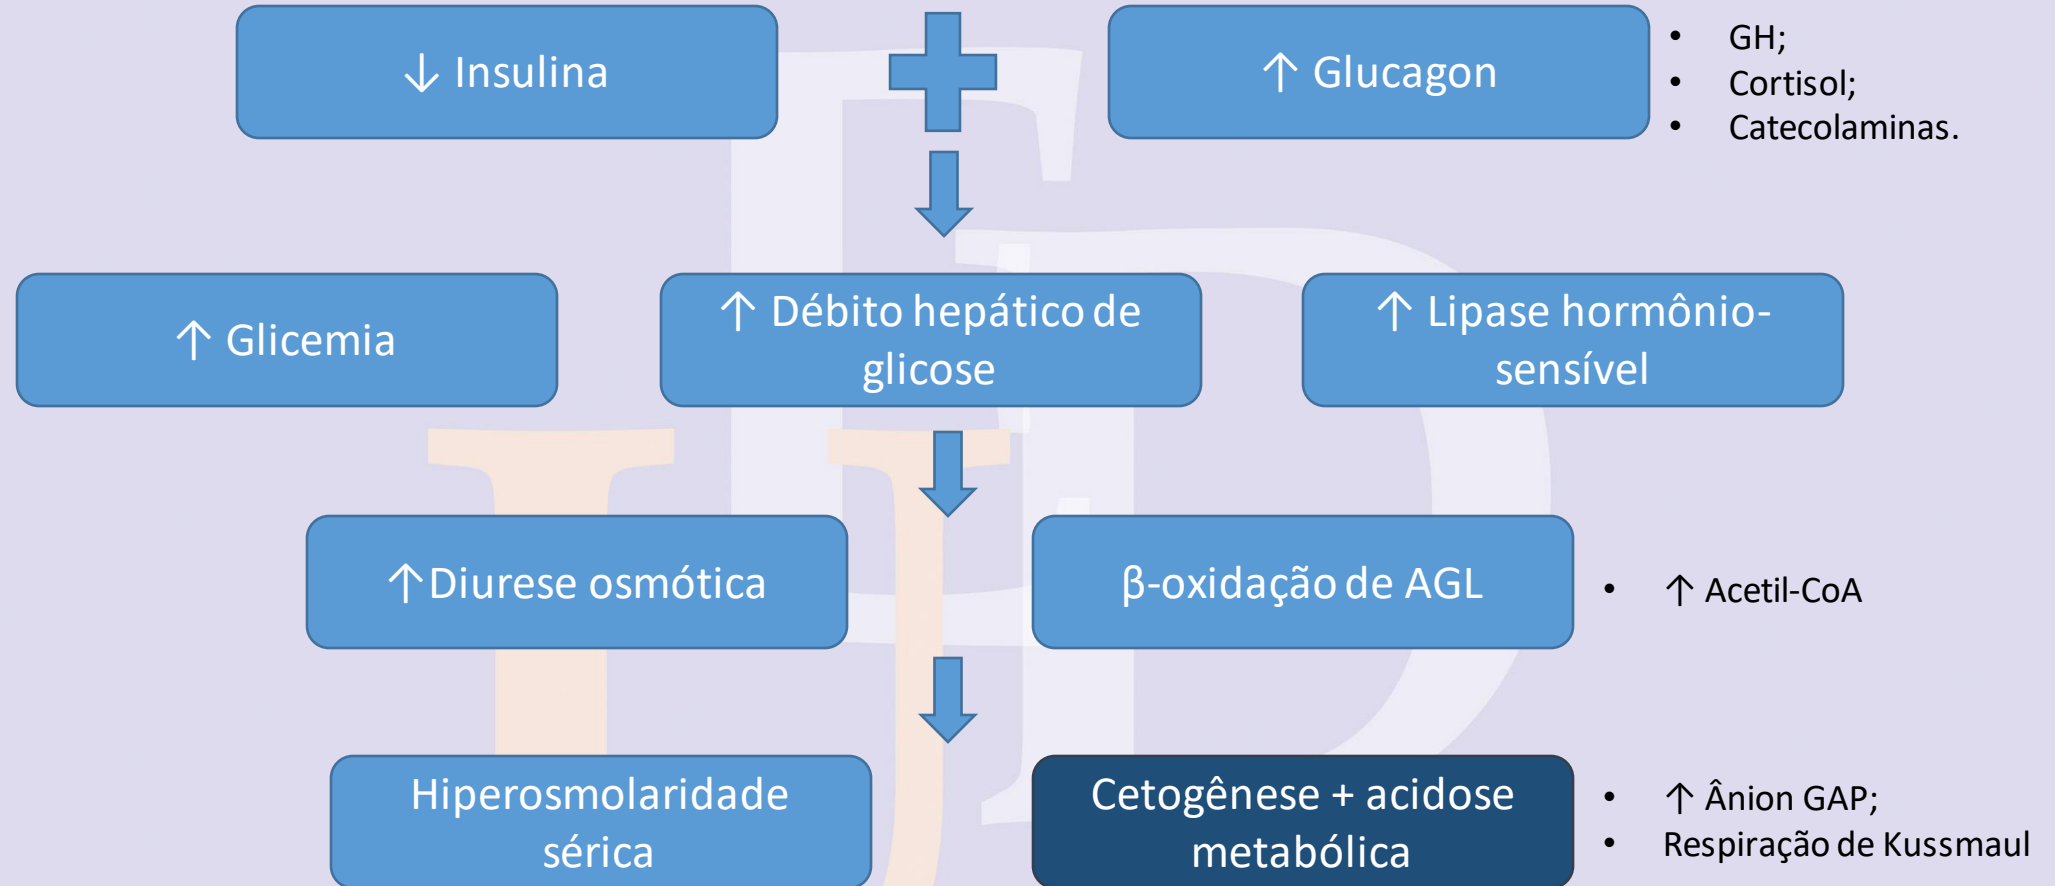 ↓ Insulina
↑ Glucagon
• GH;
• Cortisol;
• Catecolaminas.
↑ Glicemia
↑ Débito hepático de
glicose
↑ Lipase hormônio-
sensível
↑Diurese osmótica
β-oxidação de AGL
• ↑ Acetil-CoA
Hiperosmolaridade
sérica
Cetogênese + acidose
metabólica
• ↑ Ânion GAP;
• Respiração de Kussmaul